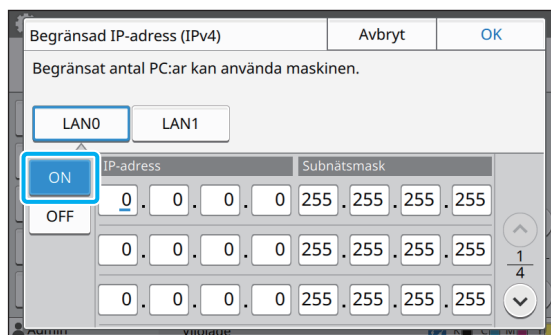 Begränsad IP-adress (IPv4) Avbryt OK
Begränsat antal PC:ar kan använda maskinen.
LAN0 LAN1
ON
OFF
IP-adress Subnätsmask
0 . 0 . 0 . 0 255 . 255 . 255 . 255
0 . 0 . 0 . 0 255 . 255 . 255 . 255
0 . 0 . 0 . 0 255 . 255 . 255 . 255
1
4
Admin